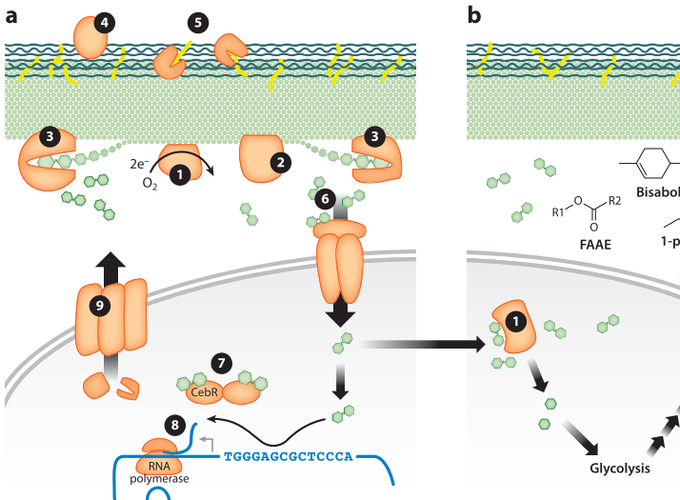 a
b
4
5
3
3
2e⁻
O₂
1
2
6
R1
O
O
R2
FAAE
Bisabol
1-p
9
7
CebR
8
1
RNA
polymerase
TGGGAGCGCTCCCA
Glycolysis